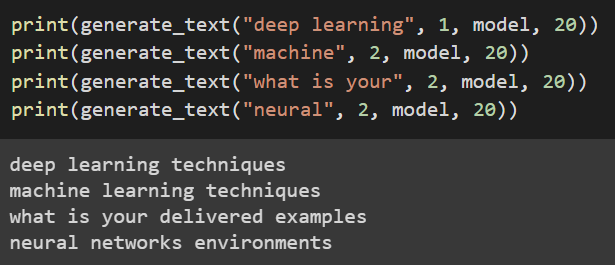 print(generate_text("deep learning", 1, model, 20))
print(generate_text("machine", 2, model, 20))
print(generate_text("what is your", 2, model, 20))
print(generate_text("neural", 2, model, 20))
deep learning techniques
machine learning techniques
what is your delivered examples
neural networks environments